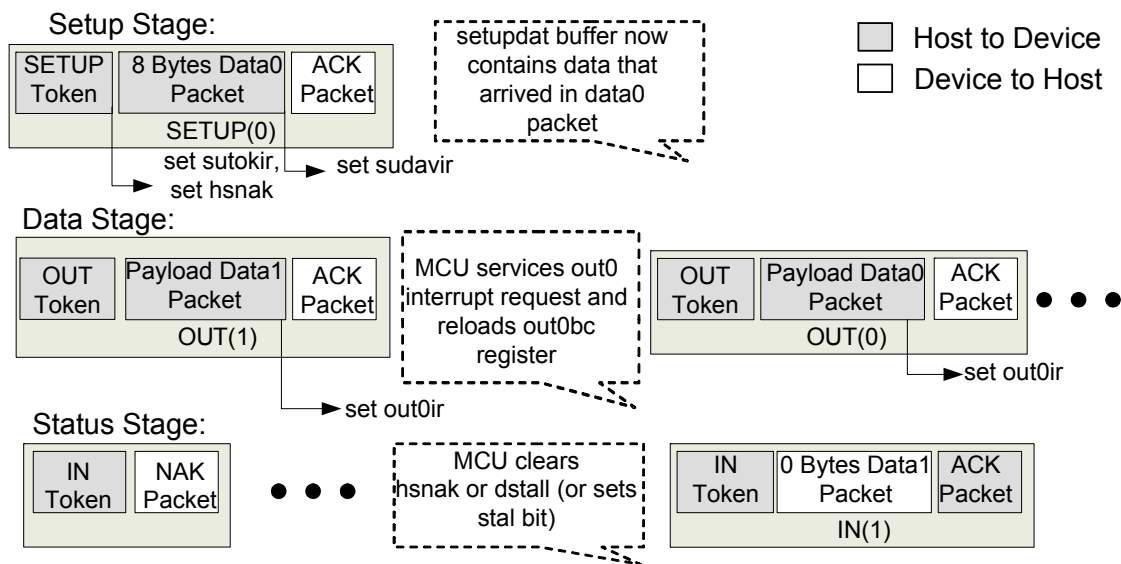 Setup Stage:
SETUP
Token
8 Bytes Data0
Packet
ACK
Packet
SETUP(0)
set sutokir,
set hsnak
set sudavir
setupdat buffer now
contains data that
arrived in data0
packet
Host to Device
Device to Host
Data Stage:
OUT
Token
Payload Data1
Packet
ACK
Packet
OUT(1)
set out0ir
MCU services out0
interrupt request and
reloads out0bc
register
OUT
Token
Payload Data0
Packet
ACK
Packet
OUT(0)
set out0ir
Status Stage:
IN
Token
NAK
Packet
MCU clears
hsnak or dstall (or sets
stal bit)
IN
Token
0 Bytes Data1
Packet
ACK
Packet
IN(1)